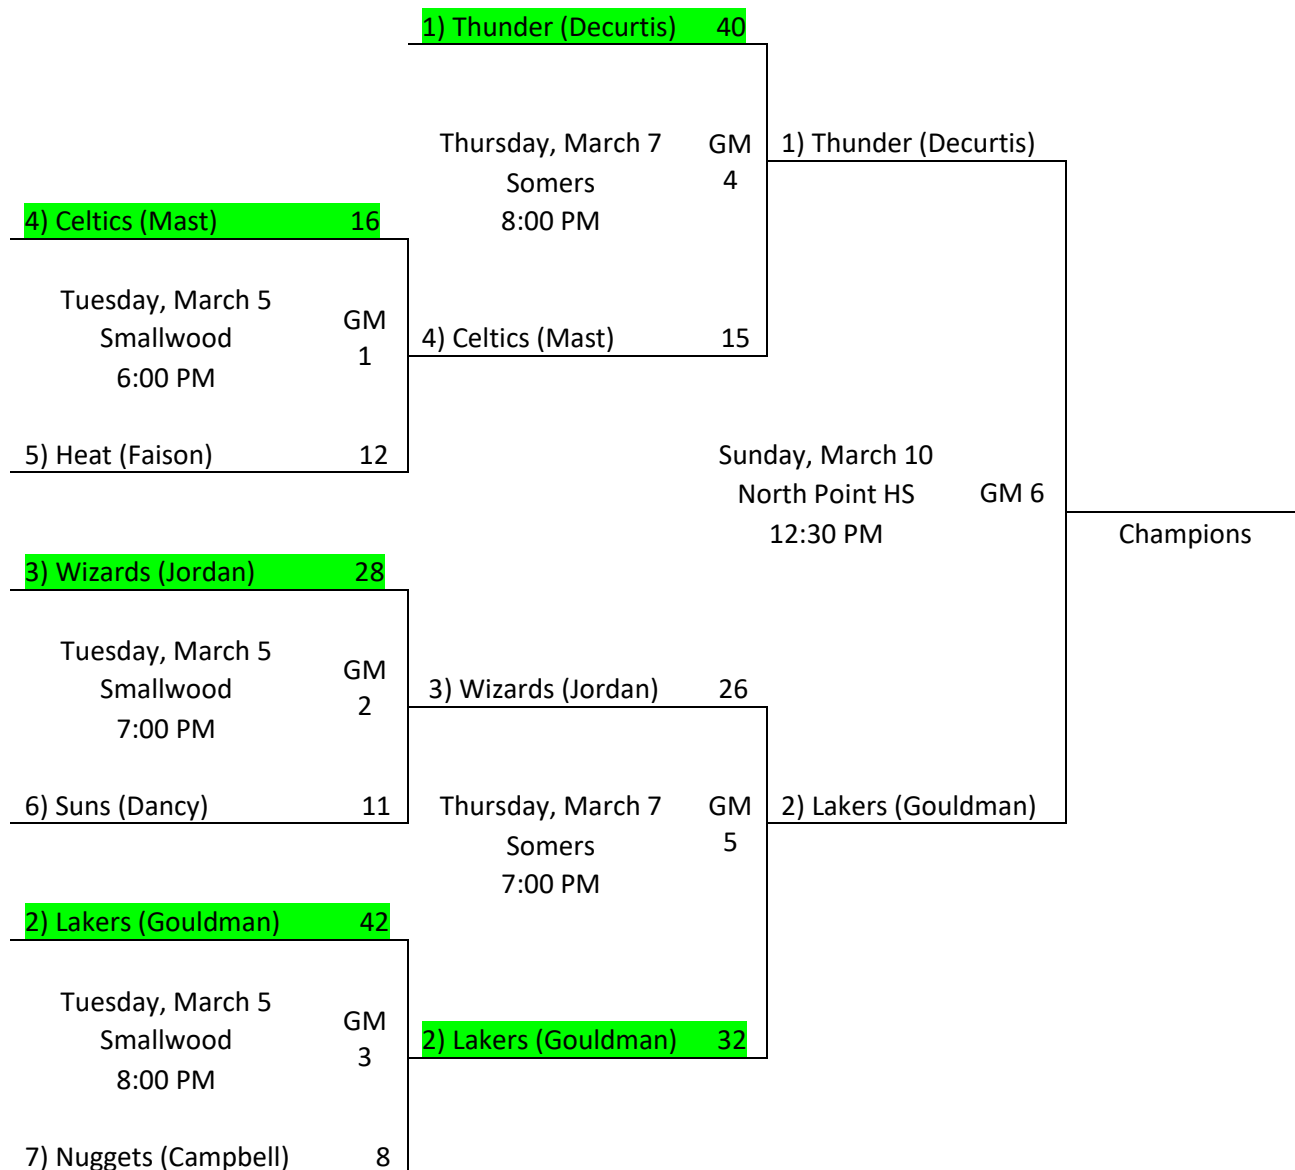 1) Thunder (Decurtis) 40
Thursday, March 7
Somers
8:00 PM
GM
4
1) Thunder (Decurtis)
4) Celtics (Mast) 16
Tuesday, March 5
Smallwood
6:00 PM
GM
1
4) Celtics (Mast) 15
5) Heat (Faison) 12
Sunday, March 10
North Point HS
12:30 PM
GM 6
Champions
3) Wizards (Jordan) 28
Tuesday, March 5
Smallwood
7:00 PM
GM
2
3) Wizards (Jordan) 26
6) Suns (Dancy) 11
Thursday, March 7
Somers
7:00 PM
GM
5
2) Lakers (Gouldman)
2) Lakers (Gouldman) 42
Tuesday, March 5
Smallwood
8:00 PM
GM
3
2) Lakers (Gouldman) 32
7) Nuggets (Campbell) 8